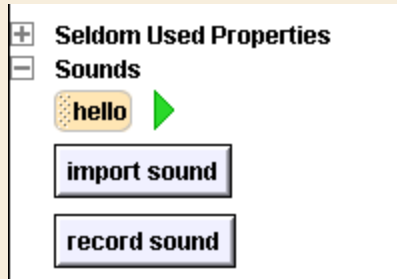 Seldom Used Properties
Sounds
hello
import sound
record sound